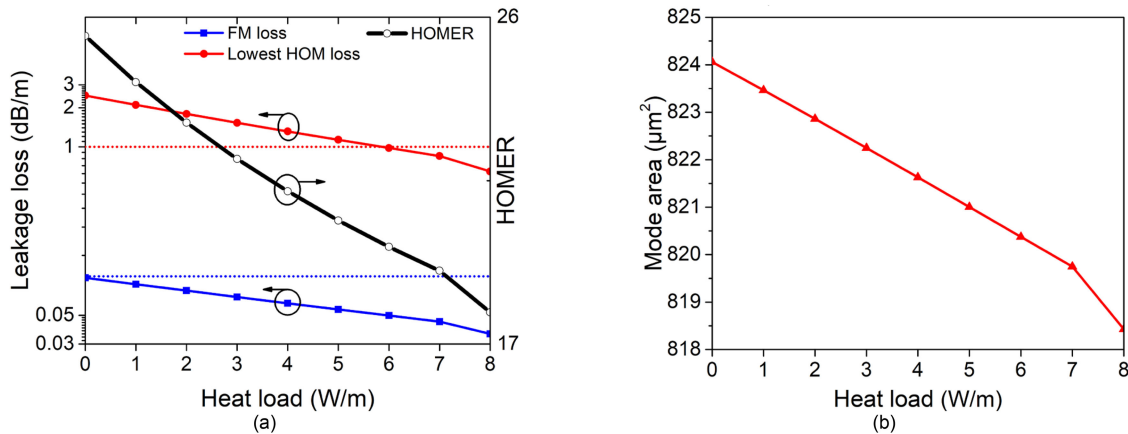 26
FM loss
HOMER
Lowest HOM loss
Leakage loss (dB/m)
3
2
1
0.05
0.03
HOMER
17
0 1 2 3 4 5 6 7 8
Heat load (W/m)
(a)
825
824
823
822
821
820
819
818
Mode area (μm²)
0 1 2 3 4 5 6 7 8
Heat load (W/m)
(b)